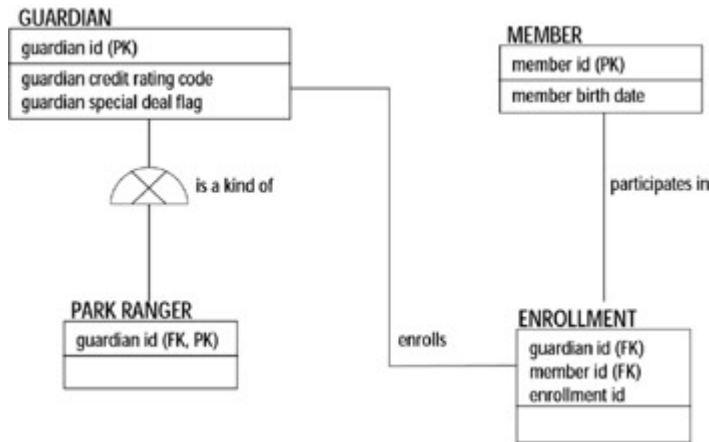 GUARDIAN
guardian id (PK)
guardian credit rating code
guardian special deal flag
MEMBER
member id (PK)
member birth date
is a kind of
participates in
PARK RANGER
guardian id (FK, PK)
enrolls
ENROLLMENT
guardian id (FK)
member id (FK)
enrollment id